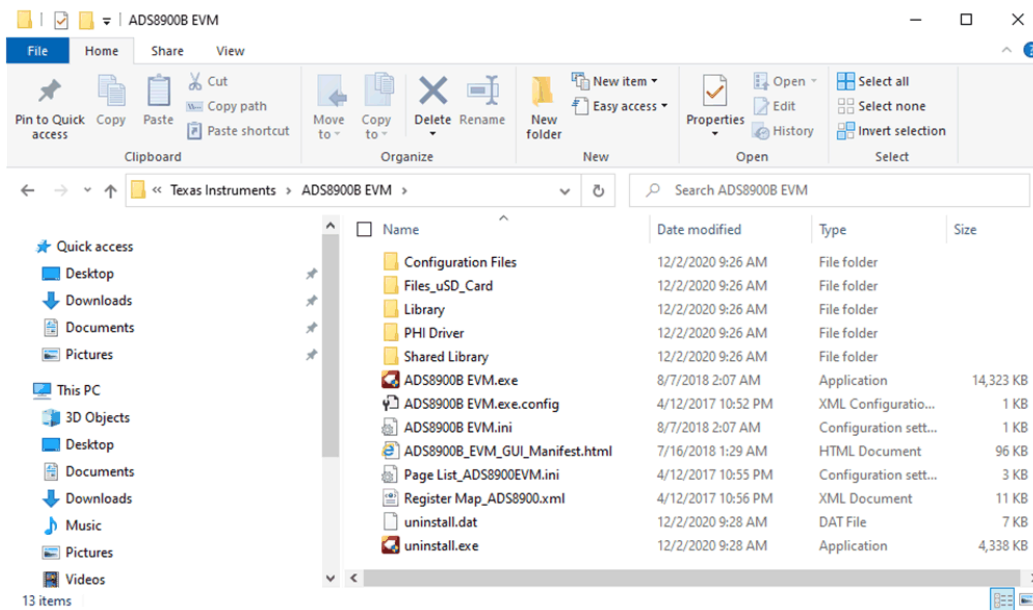 ADS8900B EVM
File Home Share View
Pin to Quick access
Copy
Paste
Cut
Copy path
Paste shortcut
Clipboard
Move to
Copy to
Delete
Rename
Organize
New folder
New item
Easy access
New
Properties
Open
Edit
History
Open
Select all
Select none
Invert selection
Select
« Texas Instruments › ADS8900B EVM ›
Search ADS8900B EVM
Quick access
Desktop
Downloads
Documents
Pictures
This PC
3D Objects
Desktop
Documents
Downloads
Music
Pictures
Videos
Name Date modified Type Size
Configuration Files 12/2/2020 9:26 AM File folder
Files_uSD_Card 12/2/2020 9:26 AM File folder
Library 12/2/2020 9:26 AM File folder
PHI Driver 12/2/2020 9:26 AM File folder
Shared Library 12/2/2020 9:26 AM File folder
ADS8900B EVM.exe 8/7/2018 2:07 AM Application 14,323 KB
ADS8900B EVM.exe.config 4/12/2017 10:52 PM XML Configuratio... 1 KB
ADS8900B EVM.ini 8/7/2018 2:07 AM Configuration sett... 1 KB
ADS8900B_EVM_GUI_Manifest.html 7/16/2018 1:29 AM HTML Document 96 KB
Page List_ADS8900EVM.ini 4/12/2017 10:55 PM Configuration sett... 3 KB
Register Map_ADS8900.xml 4/12/2017 10:56 PM XML Document 11 KB
uninstall.dat 12/2/2020 9:28 AM DAT File 7 KB
uninstall.exe 12/2/2020 9:28 AM Application 4,338 KB
13 items